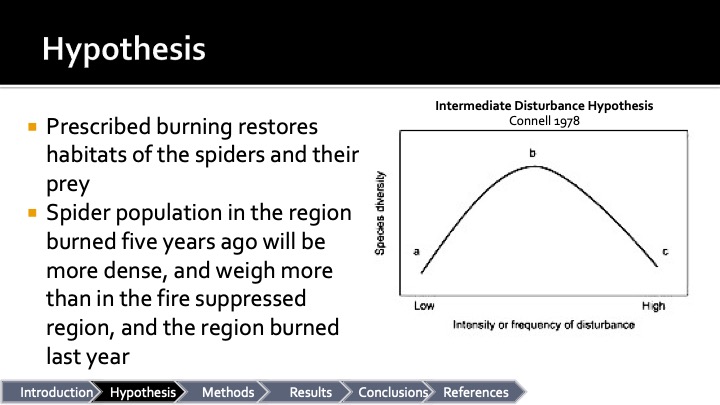 Hypothesis
Prescribed burning restores
habitats of the spiders and their
prey
Spider population in the region
burned five years ago will be
more dense, and weigh more
than in the fire suppressed
region, and the region burned
last year
Intermediate Disturbance Hypothesis
Connell 1978
Species diversity
a
b
c
Low
High
Intensity or frequency of disturbance
Introduction
Hypothesis
Methods
Results
Conclusions
References